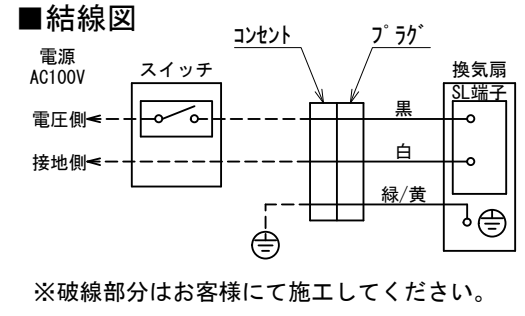 ■結線図
コンセント
プラグ
電源
AC100V
スイッチ
換気扇
SL端子
電圧側
黒
接地側
白
緑/黄
※破線部分はお客様にて施工してください。